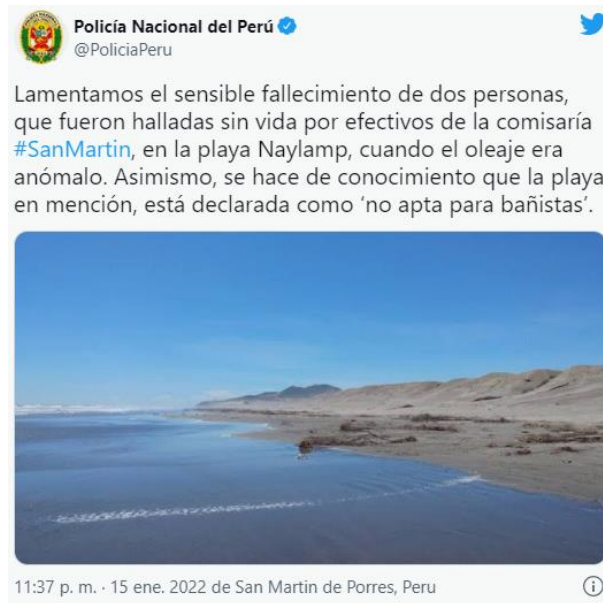 Policía Nacional del Perú
@PoliciaPeru
Lamentamos el sensible fallecimiento de dos personas,
que fueron halladas sin vida por efectivos de la comisaría
#SanMartin, en la playa Naylamp, cuando el oleaje era
anómalo. Asimismo, se hace de conocimiento que la playa
en mención, está declarada como ‘no apta para bañistas’.
11:37 p. m. · 15 ene. 2022 de San Martin de Porres, Peru